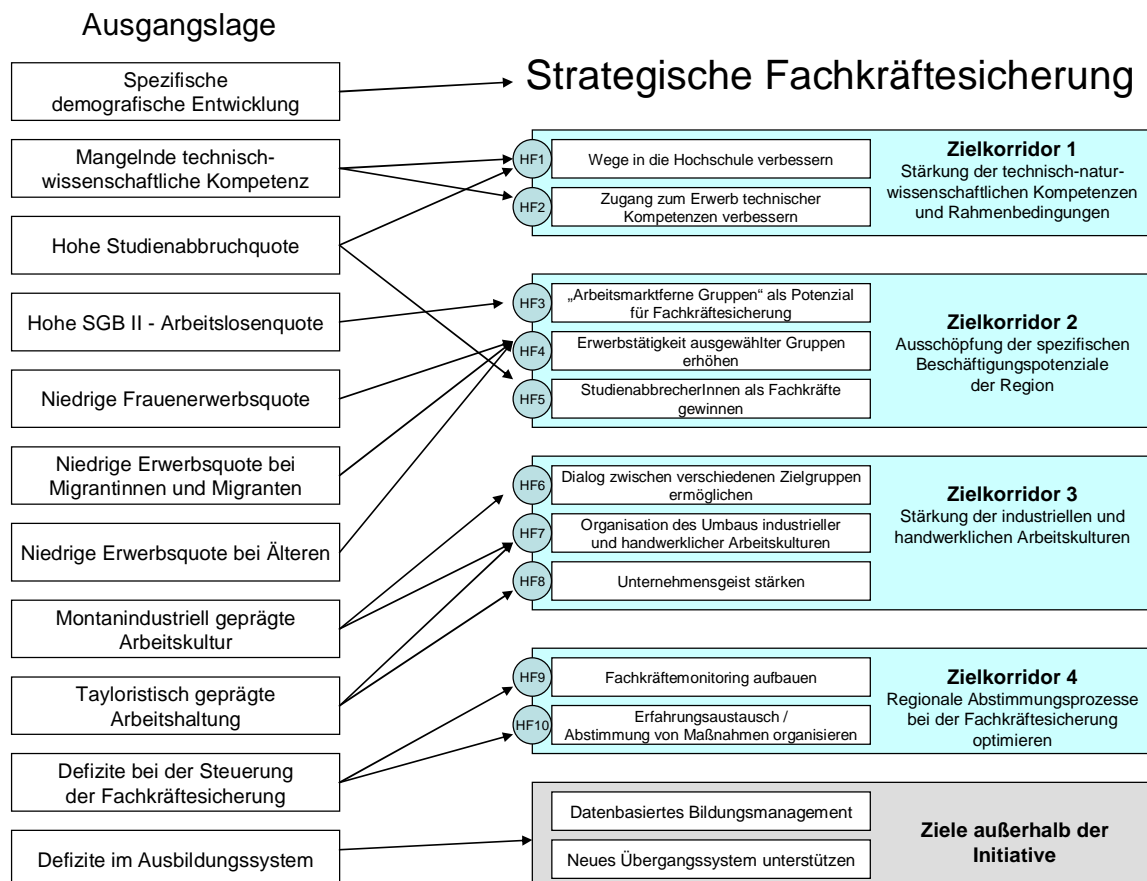 Ausgangslage
Spezifische
demografische Entwicklung
Mangelnde technisch-
wissenschaftliche Kompetenz
Hohe Studienabbruchquote
Hohe SGB II - Arbeitslosenquote
Niedrige Frauenerwerbsquote
Niedrige Erwerbsquote bei
Migrantinnen und Migranten
Niedrige Erwerbsquote bei Älteren
Montanindustriell geprägte
Arbeitskultur
Tayloristisch geprägte
Arbeitshaltung
Defizite bei der Steuerung
der Fachkräftesicherung
Defizite im Ausbildungssystem
Strategische Fachkräftesicherung
HF1
Wege in die Hochschule verbessern
HF2
Zugang zum Erwerb technischer
Kompetenzen verbessern
Zielkorridor 1
Stärkung der technisch-natur-
wissenschaftlichen Kompetenzen
und Rahmenbedingungen
HF3
„Arbeitsmarktferne Gruppen“ als Potenzial
für Fachkräftesicherung
HF4
Erwerbstätigkeit ausgewählter Gruppen
erhöhen
HF5
StudienabbrecherInnen als Fachkräfte
gewinnen
Zielkorridor 2
Ausschöpfung der spezifischen
Beschäftigungspotenziale
der Region
HF6
Dialog zwischen verschiedenen Zielgruppen
ermöglichen
HF7
Organisation des Umbaus industrieller
und handwerklicher Arbeitskulturen
HF8
Unternehmensgeist stärken
Zielkorridor 3
Stärkung der industriellen und
handwerklichen Arbeitskulturen
HF9
Fachkräftemonitoring aufbauen
HF10
Erfahrungsaustausch /
Abstimmung von Maßnahmen organisieren
Zielkorridor 4
Regionale Abstimmungsprozesse
bei der Fachkräftesicherung
optimieren
Datenbasiertes Bildungsmanagement
Neues Übergangssystem unterstützen
Ziele außerhalb der
Initiative